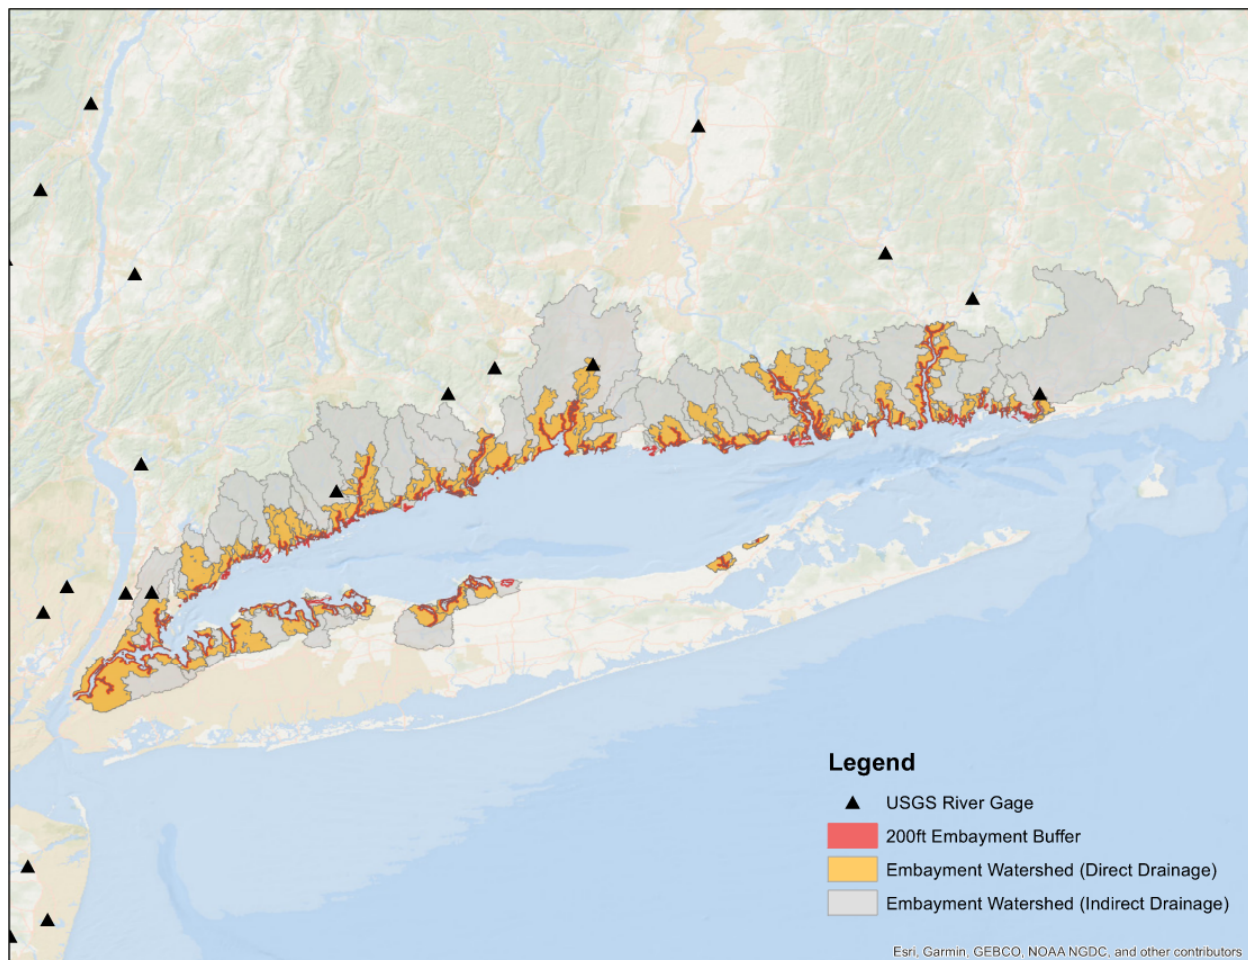 Legend
USGS River Gage
200ft Embayment Buffer
Embayment Watershed (Direct Drainage)
Embayment Watershed (Indirect Drainage)
Esri, Garmin, GEBCO, NOAA NGDC, and other contributors